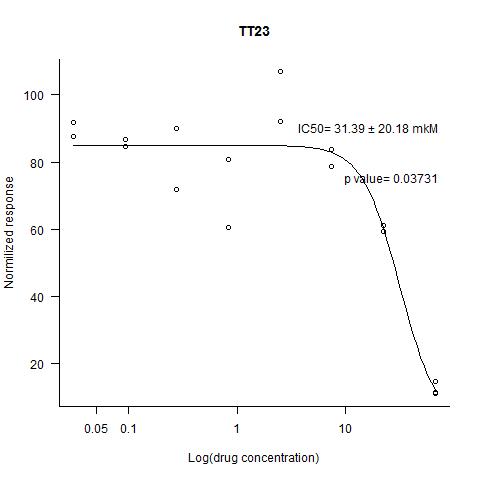 TT23
IC50= 31.39 ± 20.18 mkM
p value= 0.03731
Normilized response
100
80
60
40
20
0.05 0.1 1 10
Log(drug concentration)